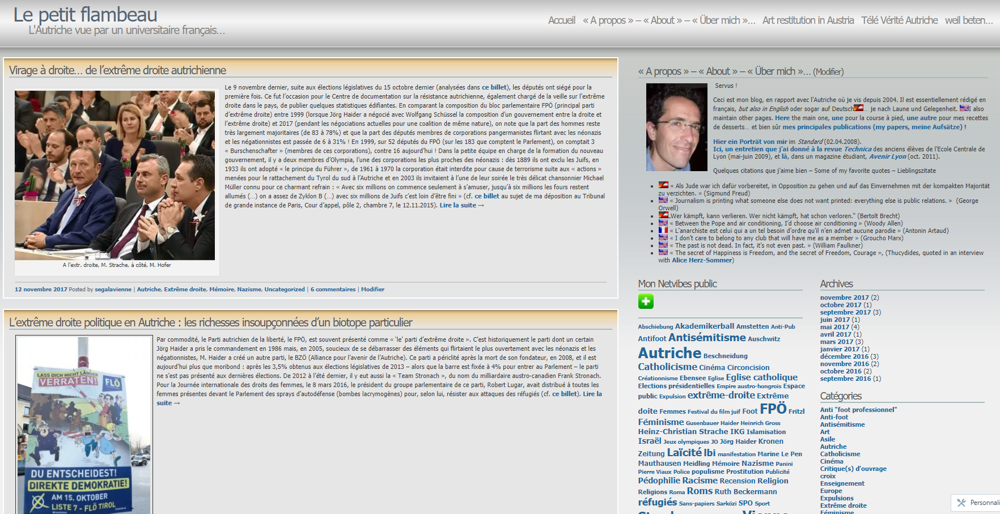 Le petit flambeau
L'Autriche vue par un universitaire français...
Accueil « A propos » – « About » – « Über mich »... Art restitution in Austria Télé Vérité Autriche weil beten...
Virage à droite... de l'extrême droite autrichienne
Le 9 novembre dernier, suite aux élections législatives du 15 octobre dernier (analysées dans ce billet), les députés ont siégé pour la
première fois. Ce fut l'occasion pour le Centre de documentation sur la résistance autrichienne, également chargé de la veille sur l'extrême
droite dans le pays, de publier quelques statistiques édifiantes. En comparant la composition du bloc parlementaire FPÖ (principal parti
d'extrême droite) entre 1999 (lorsque Jörg Haider a négocié avec Wolfgang Schüssel la composition d'un gouvernement entre la droite et
l'extrême droite) et 2017 (pendant les négociations actuelles pour une coalition de même nature), on note que la part des hommes reste
très largement majoritaires (de 83 à 78%) et que la part des députés membres de corporations pangermanistes flirtant avec les néonazis
et les négationnistes est passée de 6 à 31% ! En 1999, sur 52 députés du FPÖ (sur les 183 que comptent le Parlement), on comptait 3
« Burschenschafter » (membres de ces corporations), contre 16 aujourd'hui ! Dans la petite équipe en charge de la formation du nouveau
gouvernement, il y a deux membres d'Olympia, l'une des corporations les plus proches des néonazis : dès 1889 ils ont exclu les Juifs, en
1933 ils ont adopté « le principe du Führer », de 1961 à 1970 la corporation était interdite pour cause de terrorisme suite aux « actions »
menées pour le rattachement du Tyrol du sud à l'Autriche et en 2003 ils invitaient à l'une de leur soirée le très délicat chansonnier Michael
Müller connu pour ce charmant refrain : « Avec six millions on commence seulement à s'amuser, jusqu'à six millions les fours restent
allumés (...) on a assez de Zyklon B (...) avec six millions de Juifs c'est loin d'être fini » (cf. ce billet au sujet de ma déposition au Tribunal
de grande instance de Paris, Cour d'appel, pôle 2, chambre 7, le 12.11.2015). Lire la suite →
A l'extr. droite, M. Strache, à côté, M. Hofer
12 novembre 2017 Posted by segalavienne | Autriche, Extrême droite, Mémoire, Nazisme, Uncategorized | 6 commentaires | Modifier
L'extrême droite politique en Autriche : les richesses insoupçonnées d'un biotope particulier
Par commodité, le Parti autrichien de la liberté, le FPÖ, est souvent présenté comme « 'le' parti d'extrême droite ». C'est historiquement le parti dont un certain
Jörg Haider a pris le commandement en 1986 mais, en 2005, soucieux de se débarrasser des éléments qui flirtaient le plus ouvertement avec les néonazis et les
négationnistes, M. Haider a créé un autre parti, le BZÖ (Alliance pour l'avenir de l'Autriche). Ce parti a périclité après la mort de son fondateur, en 2008, et il est
aujourd'hui plus que moribond : après les 3,5% obtenus aux élections législatives de 2013 – alors que la barre est fixée à 4% pour entrer au Parlement – le parti
ne s'est pas présenté aux dernières élections. De 2012 à l'été dernier, il y eut aussi la « Team Stronach », du nom du milliardaire austro-canadien Frank Stronach.
Pour la Journée internationale des droits des femmes, le 8 mars 2016, le président du groupe parlementaire de ce parti, Robert Lugar, avait distribué à toutes les
femmes présentes devant le Parlement des sprays d'autodéfense (bombes lacrymogènes) pour, selon lui, résister aux attaques des réfugiés (cf. ce billet). Lire la
suite →
LASS DICH NICHT LÄNGER
VERRATEN!
FLÖ
DU ENTSCHEIDEST!
DIREKTE DEMOKRATIE!
AM 15. OKTOBER
LISTE 7 - FLÖ TIROL
« A propos » – « About » – « Über mich »... (Modifier)
Servus !
Ceci est mon blog, en rapport avec l'Autriche où je vis depuis 2004. Il est essentiellement rédigé en
français, but also in English oder sogar auf Deutsch... je nach Laune und Gelegenheit. I also
maintain other pages. Here the main one, une pour la course à pied, une autre pour mes recettes
de desserts... et bien sûr mes principales publications (my papers, meine Aufsätze) !
Hier ein Porträt von mir im Standard (02.04.2008).
Ici, un entretien que j'ai donné à la revue Technica des anciens élèves de l'Ecole Centrale de
Lyon (mai-juin 2009), et là, dans un magazine étudiant, Avenir Lyon (oct. 2011).
Quelques citations que j'aime bien – Some of my favorite quotes – Lieblingszitate
« Als Jude war ich dafür vorbereitet, in Opposition zu gehen und auf das Einvernehmen mit der kompakten Majorität
zu verzichten. » (Sigmund Freud)
« Journalism is printing what someone else does not want printed: everything else is public relations. » (George
Orwell)
„Wer kämpft, kann verlieren. Wer nicht kämpft, hat schon verloren." (Bertolt Brecht)
« Between the Pope and air conditioning, I'd choose air conditioning » (Woody Allen)
« L'anarchiste est celui qui a un tel besoin d'ordre qu'il n'en admet aucune parodie » (Antonin Artaud)
« I don't care to belong to any club that will have me as a member » (Groucho Marx)
« The past is not dead. In fact, it's not even past. » (William Faulkner)
« The secret of Happiness is Freedom, and the secret of Freedom, Courage », (Thucydides, quoted in an interview
with Alice Herz-Sommer)
Mon Netvibes public
Abschiebung Akademikerball Amstetten Anti-Pub
Antifoot Antisémitisme Auschwitz
Autriche Beschneidung
Catholicisme Cinéma Circoncision
Créationnisme Ebensee Eglise Eglise catholique
Elections présidentielles Empire austro-hongrois Espace
public Expulsion extrême-droite Extrême
doite Femmes Festival du film juif Foot FPÖ Fritzl
Féminisme Gusenbauer Haider Heinrich Gross
Heinz-Christian Strache IKG Islamisation
Israël Jeux olympiques JO Jörg Haider Kronen
Zeitung Laïcité lbi manifestation Marine Le Pen
Mauthausen Meidling Mémoire Nazisme Panini
Pierre Viaux Police populisme Prostitution Publicité
Pédophilie Racisme Recension Religion
Religions Roma Roms Ruth Beckermann
réfugiés Sans-papiers Sarközi SPO Sport
Archives
novembre 2017 (2)
octobre 2017 (1)
septembre 2017 (3)
juin 2017 (1)
mai 2017 (4)
avril 2017 (1)
mars 2017 (3)
janvier 2017 (1)
décembre 2016 (3)
novembre 2016 (2)
octobre 2016 (2)
septembre 2016 (1)
Catégories
Anti "foot professionnel"
Anti-foot
Antisémitisme
Art
Asile
Autriche
Catholicisme
Cinéma
Critique(s) d'ouvrage
croix
Enseignement
Europe
Expulsions
Extrême droite
Féminisme
Personnali